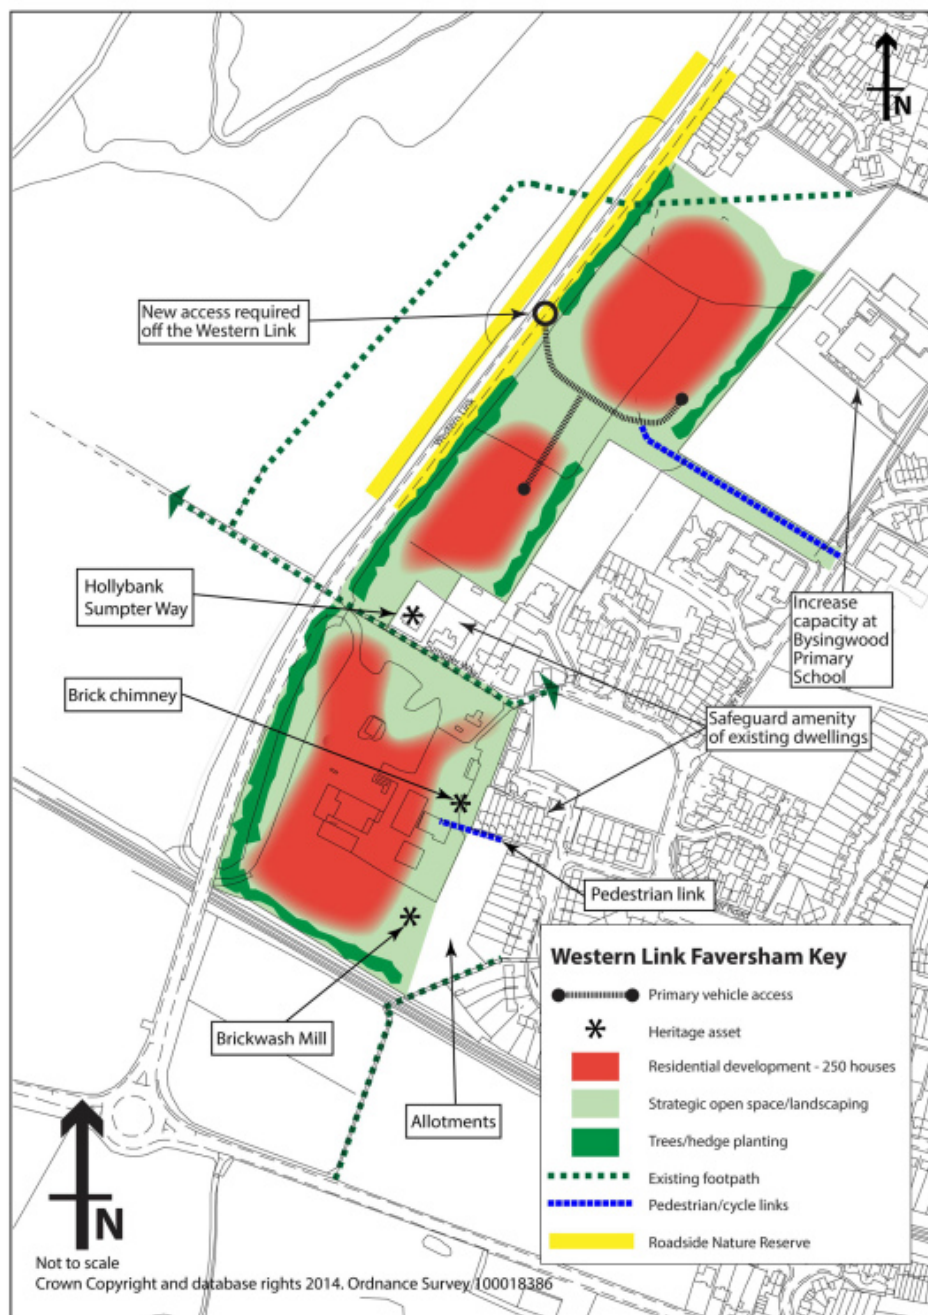 N
New access required
off the Western Link
Western Link
Hollybank
Sumpter Way
Increase
capacity at
Bysingwood
Primary
School
Brick chimney
Safeguard amenity
of existing dwellings
Pedestrian link
Western Link Faversham Key
Primary vehicle access
Heritage asset
Residential development - 250 houses
Strategic open space/landscaping
Trees/hedge planting
Existing footpath
Pedestrian/cycle links
Roadside Nature Reserve
Brickwash Mill
Allotments
N
Not to scale
Crown Copyright and database rights 2014. Ordnance Survey 100018386